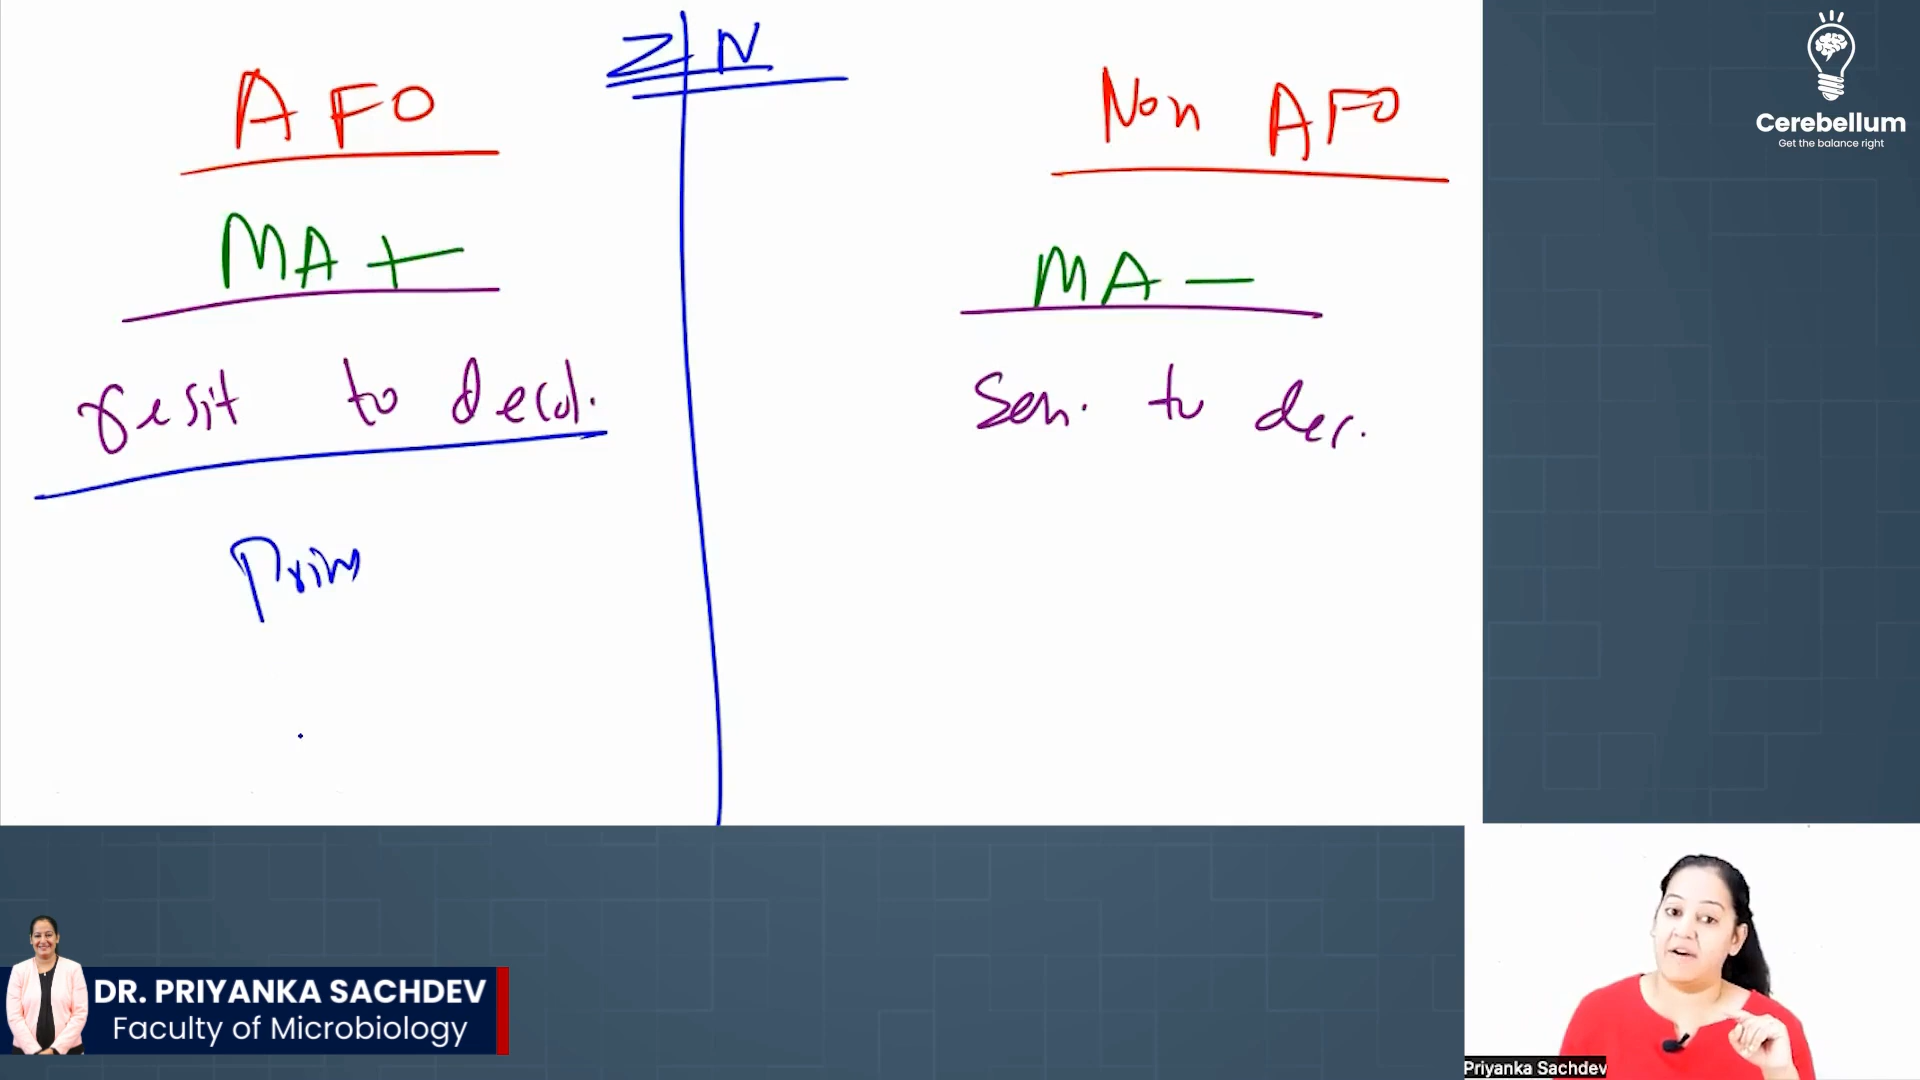 Z N
AFO
Non AFO
MA +
MA -
resit to decol.
Sen. to dec.
Prim
Cerebellum
Get the balance right
DR. PRIYANKA SACHDEV
Faculty of Microbiology
Priyanka Sachdev